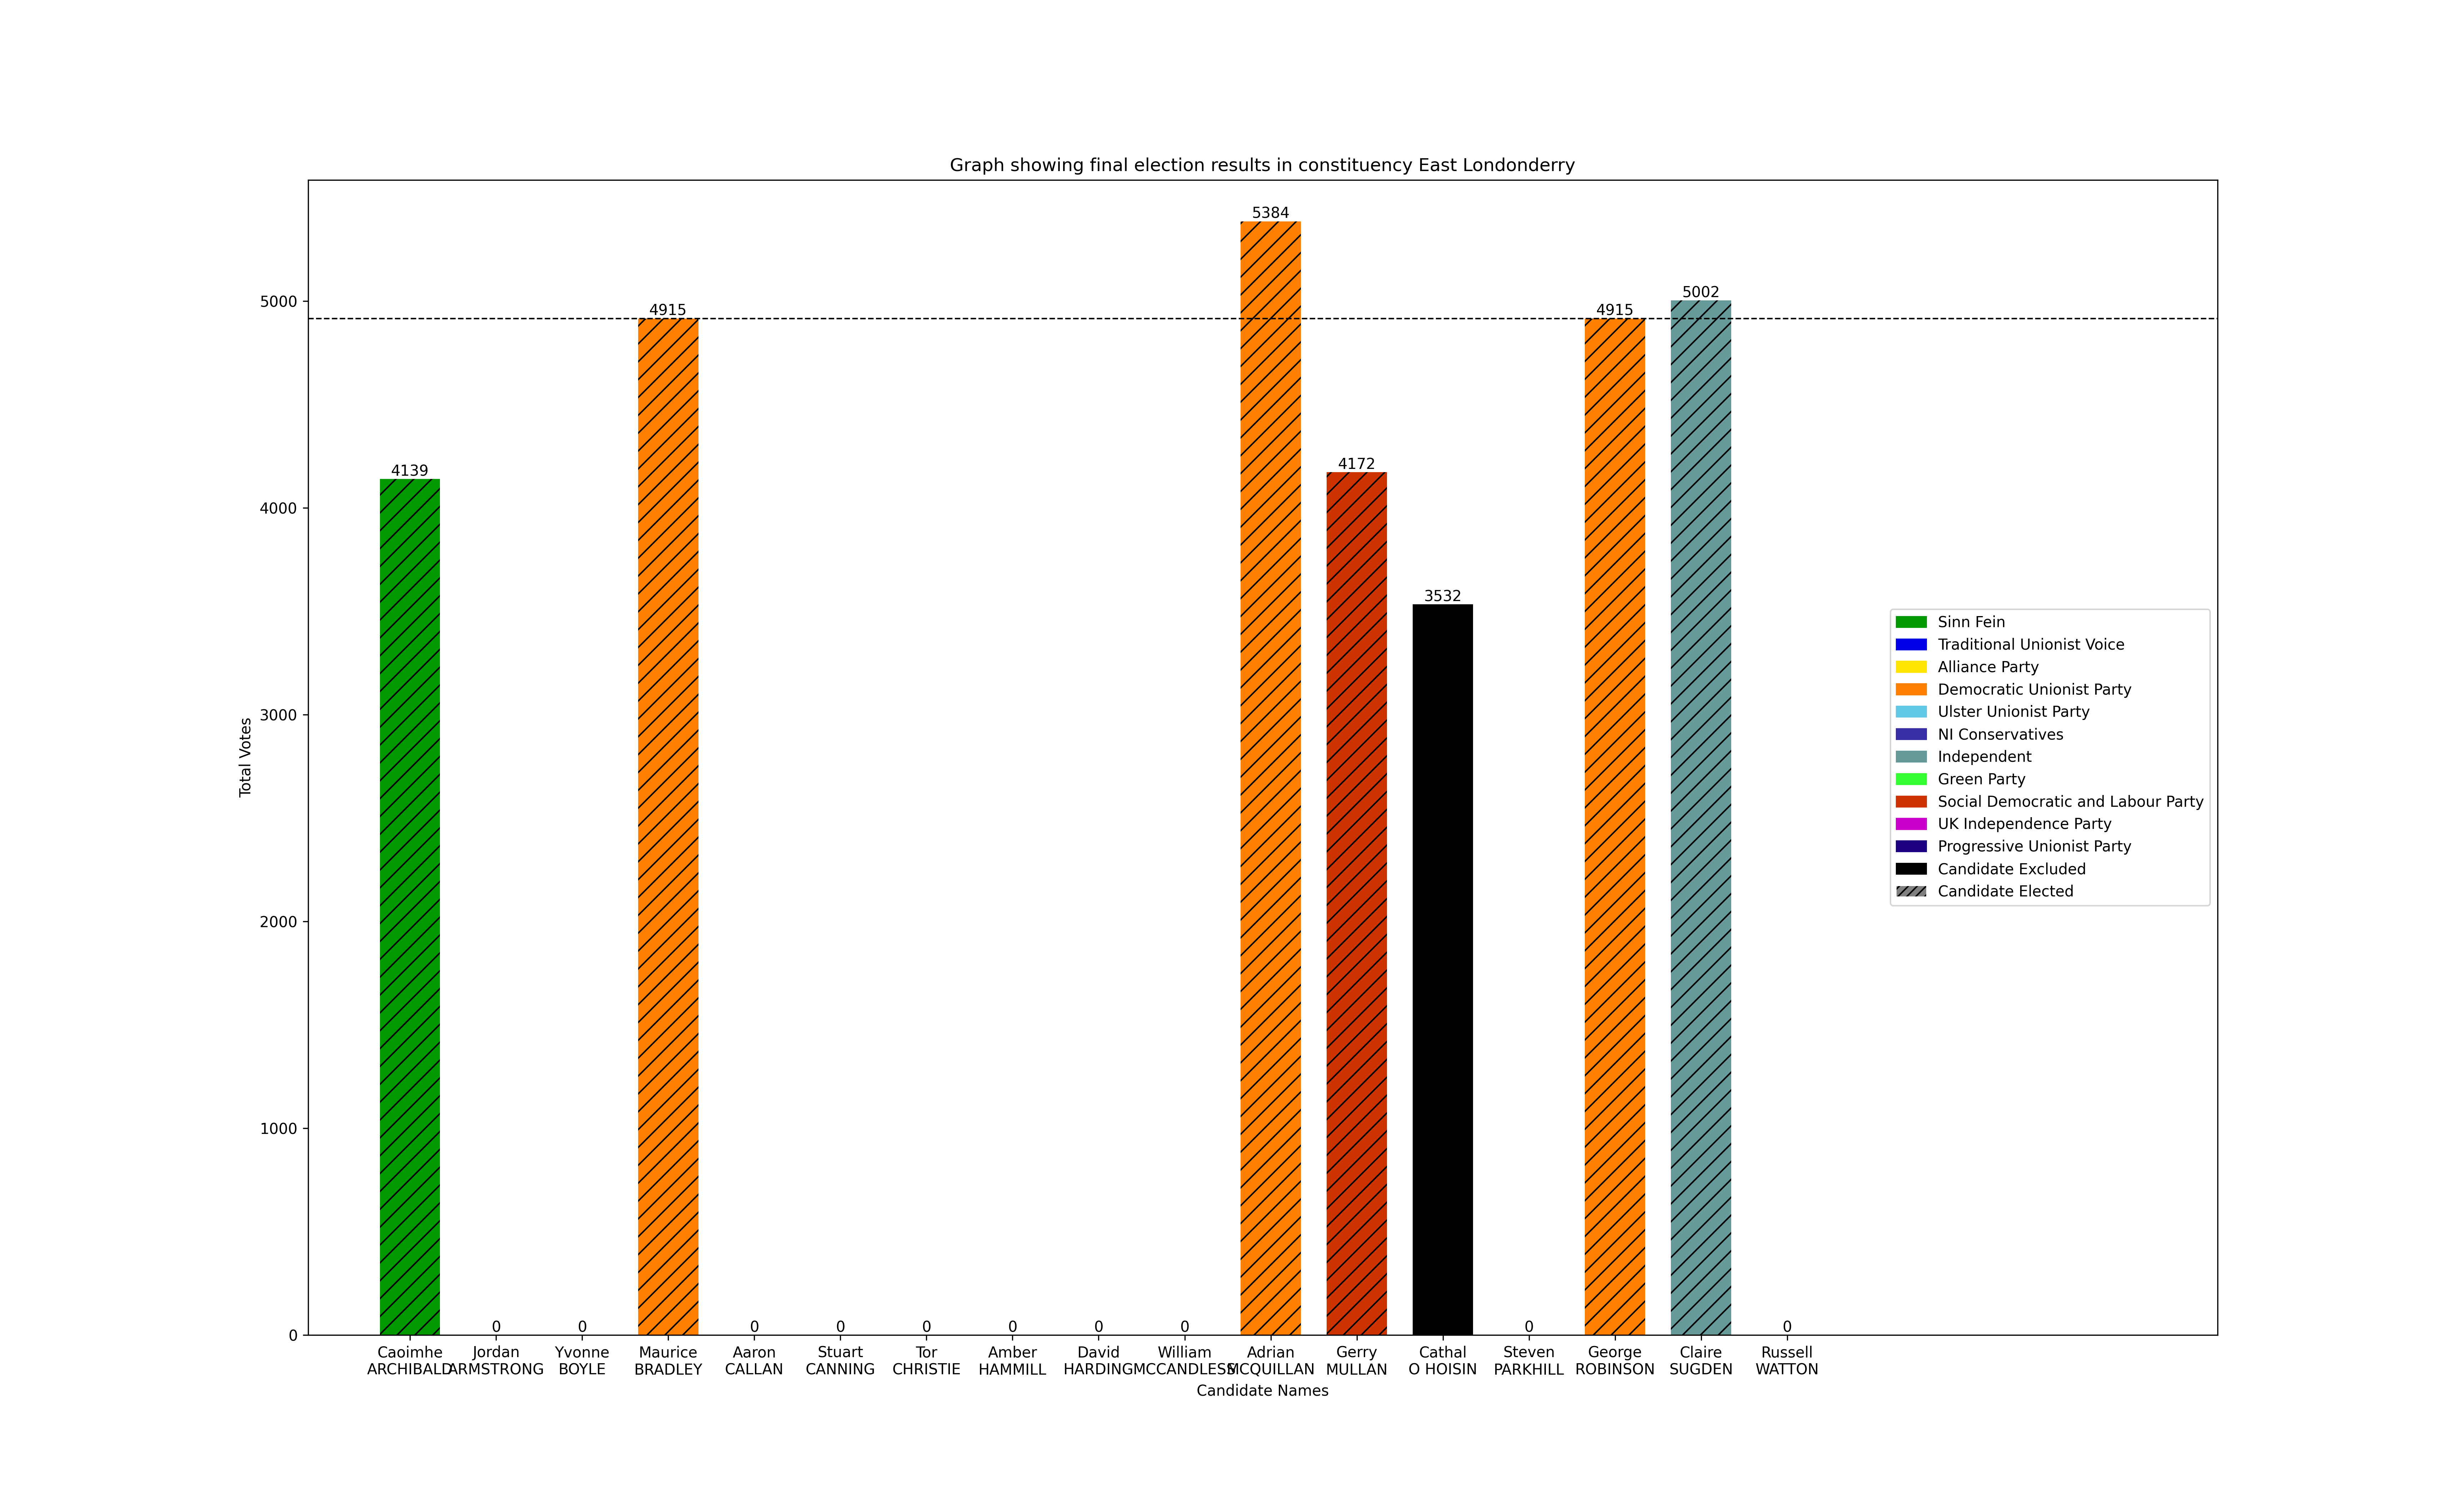 Graph showing final election results in constituency East Londonderry
5384
5000
4915
4915
5002
4139
4172
4000
3532
Sinn Fein
Traditional Unionist Voice
Alliance Party
Democratic Unionist Party
Ulster Unionist Party
NI Conservatives
Independent
Green Party
Social Democratic and Labour Party
UK Independence Party
Progressive Unionist Party
Candidate Excluded
Candidate Elected
3000
Total Votes
2000
1000
0
0 0 0 0 0 0 0 0 0 0
Caoimhe Jordan Yvonne Maurice Aaron Stuart Tor Amber David William Adrian Gerry Cathal Steven George Claire Russell
ARCHIBALD ARMSTRONG BOYLE BRADLEY CALLAN CANNING CHRISTIE HAMMILL HARDING MCCANDLESS MCQUILLAN MULLAN O HOISIN PARKHILL ROBINSON SUGDEN WATTON
Candidate Names